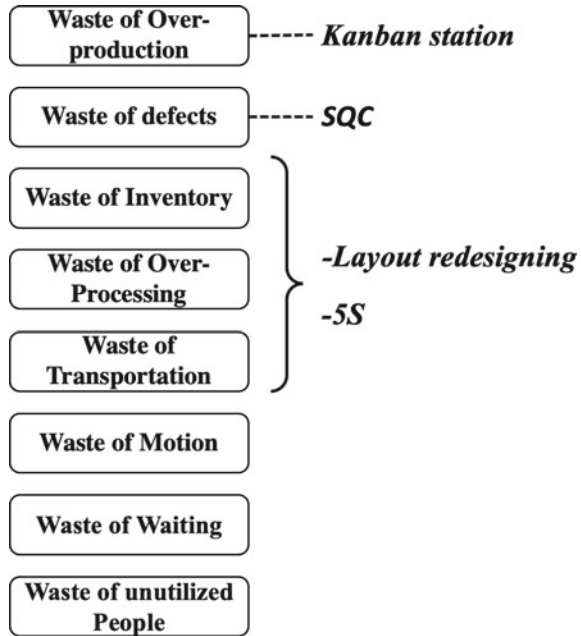 Waste of Over-
production
Kanban station
Waste of defects
SQC
Waste of Inventory
Waste of Over-
Processing
Waste of
Transportation
-Layout redesigning
-5S
Waste of Motion
Waste of Waiting
Waste of unutilized
People